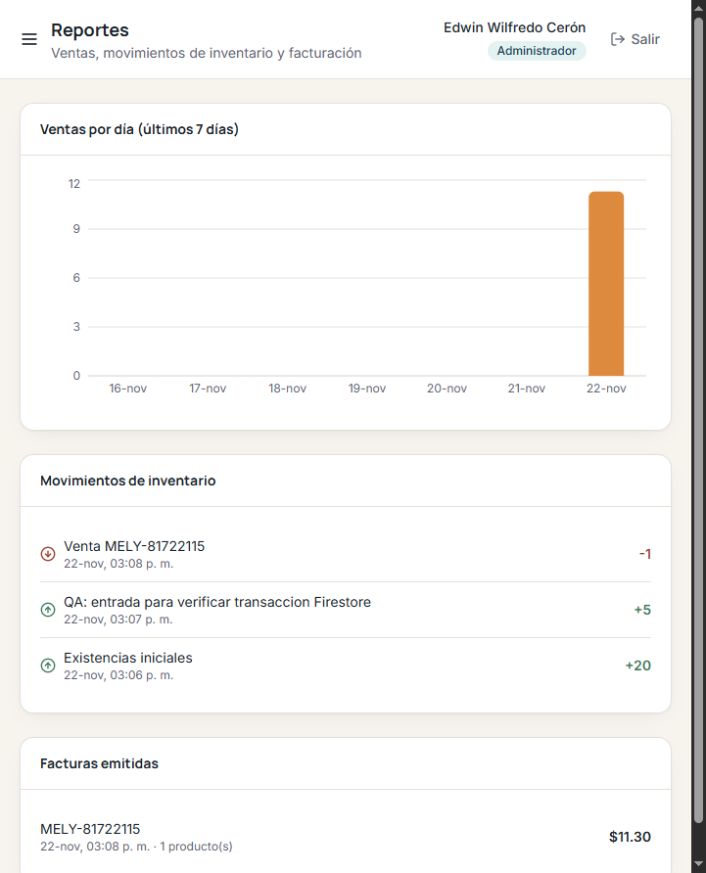 Reportes
Ventas, movimientos de inventario y facturación
Edwin Wilfredo Cerón
Administrador
Salir
Ventas por día (últimos 7 días)
12
9
6
3
0
16-nov 17-nov 18-nov 19-nov 20-nov 21-nov 22-nov
Movimientos de inventario
Venta MELY-81722115
22-nov, 03:08 p. m.
-1
QA: entrada para verificar transaccion Firestore
22-nov, 03:07 p. m.
+5
Existencias iniciales
22-nov, 03:06 p. m.
+20
Facturas emitidas
MELY-81722115
22-nov, 03:08 p. m. · 1 producto(s)
$11.30